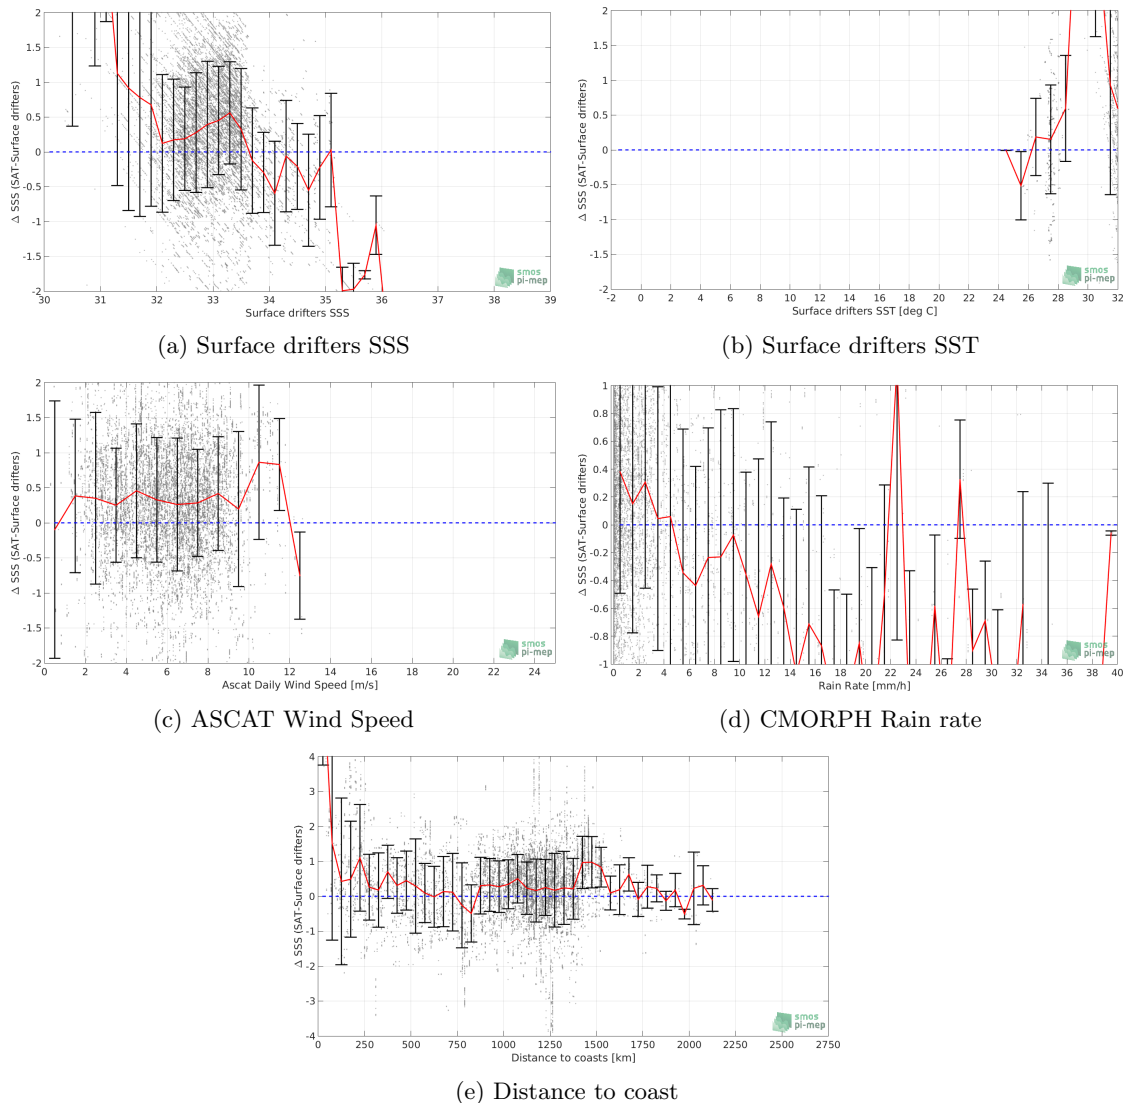 Δ SSS (SAT-Surface drifters)
2
1.5
1
0.5
0
-0.5
-1
-1.5
-2
30 31 32 33 34 35 36 37 38 39
Surface drifters SSS
smos
pi-mep
(a) Surface drifters SSS
Δ SSS (SAT-Surface drifters)
2
1.5
1
0.5
0
-0.5
-1
-1.5
-2
-2 0 2 4 6 8 10 12 14 16 18 20 22 24 26 28 30 32
Surface drifters SST [deg C]
smos
pi-mep
(b) Surface drifters SST
Δ SSS (SAT-Surface drifters)
2
1.5
1
0.5
0
-0.5
-1
-1.5
-2
0 2 4 6 8 10 12 14 16 18 20 22 24
Ascat Daily Wind Speed [m/s]
smos
pi-mep
(c) ASCAT Wind Speed
Δ SSS (SAT-Surface drifters)
1
0.8
0.6
0.4
0.2
0
-0.2
-0.4
-0.6
-0.8
-1
0 2 4 6 8 10 12 14 16 18 20 22 24 26 28 30 32 34 36 38 40
Rain Rate [mm/h]
smos
pi-mep
(d) CMORPH Rain rate
Δ SSS (SAT-Surface drifters)
4
3
2
1
0
-1
-2
-3
-4
0 250 500 750 1000 1250 1500 1750 2000 2250 2500 2750
Distance to coasts [km]
smos
pi-mep
(e) Distance to coast